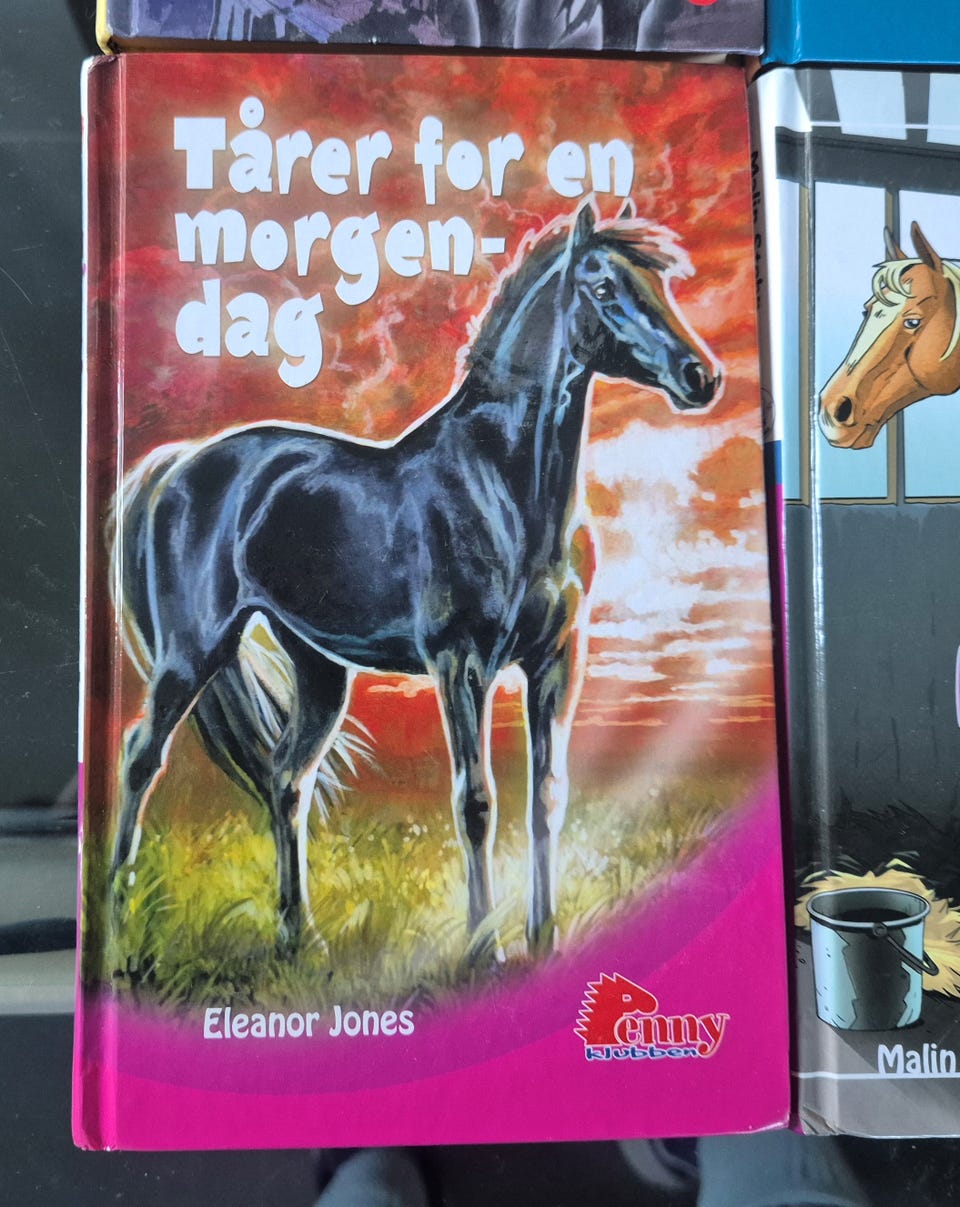 Tårer for en
morgen-
dag
Eleanor Jones
Penny
klubben
Malin